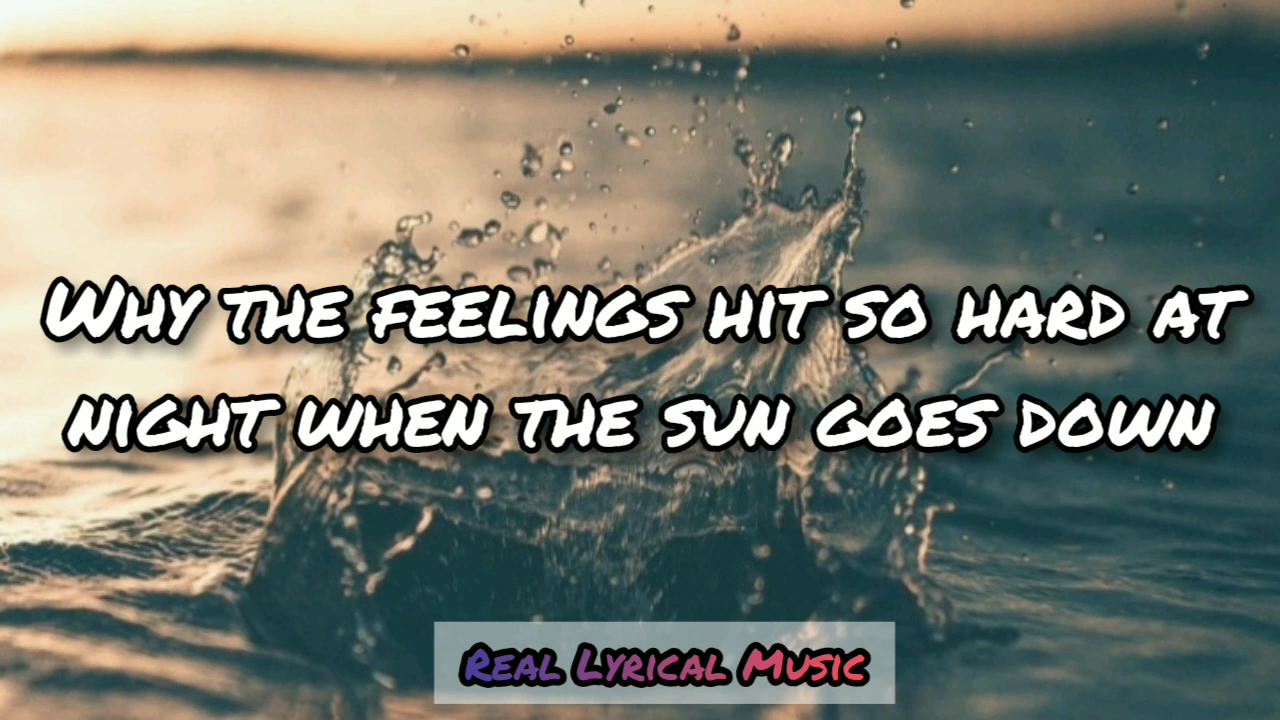 Why the feelings hit so hard at
night when the sun goes down
Real Lyrical Music